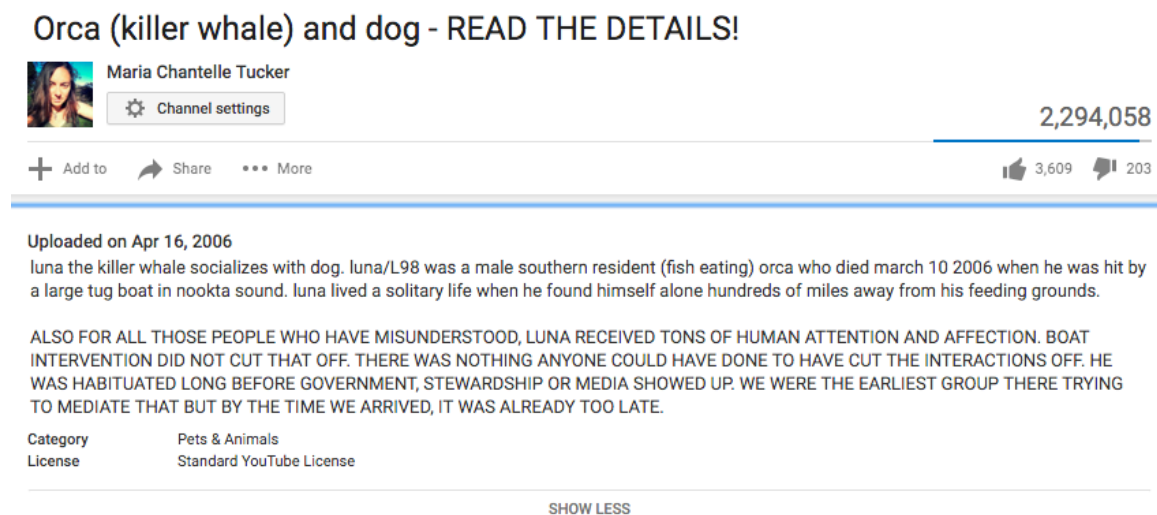 Orca (killer whale) and dog - READ THE DETAILS!
Maria Chantelle Tucker
Channel settings
2,294,058
Add to Share More 3,609 203
Uploaded on Apr 16, 2006
luna the killer whale socializes with dog. luna/L98 was a male southern resident (fish eating) orca who died march 10 2006 when he was hit by
a large tug boat in nookta sound. luna lived a solitary life when he found himself alone hundreds of miles away from his feeding grounds.
ALSO FOR ALL THOSE PEOPLE WHO HAVE MISUNDERSTOOD, LUNA RECEIVED TONS OF HUMAN ATTENTION AND AFFECTION. BOAT
INTERVENTION DID NOT CUT THAT OFF. THERE WAS NOTHING ANYONE COULD HAVE DONE TO HAVE CUT THE INTERACTIONS OFF. HE
WAS HABITUATED LONG BEFORE GOVERNMENT, STEWARDSHIP OR MEDIA SHOWED UP. WE WERE THE EARLIEST GROUP THERE TRYING
TO MEDIATE THAT BUT BY THE TIME WE ARRIVED, IT WAS ALREADY TOO LATE.
Category Pets & Animals
License Standard YouTube License
SHOW LESS